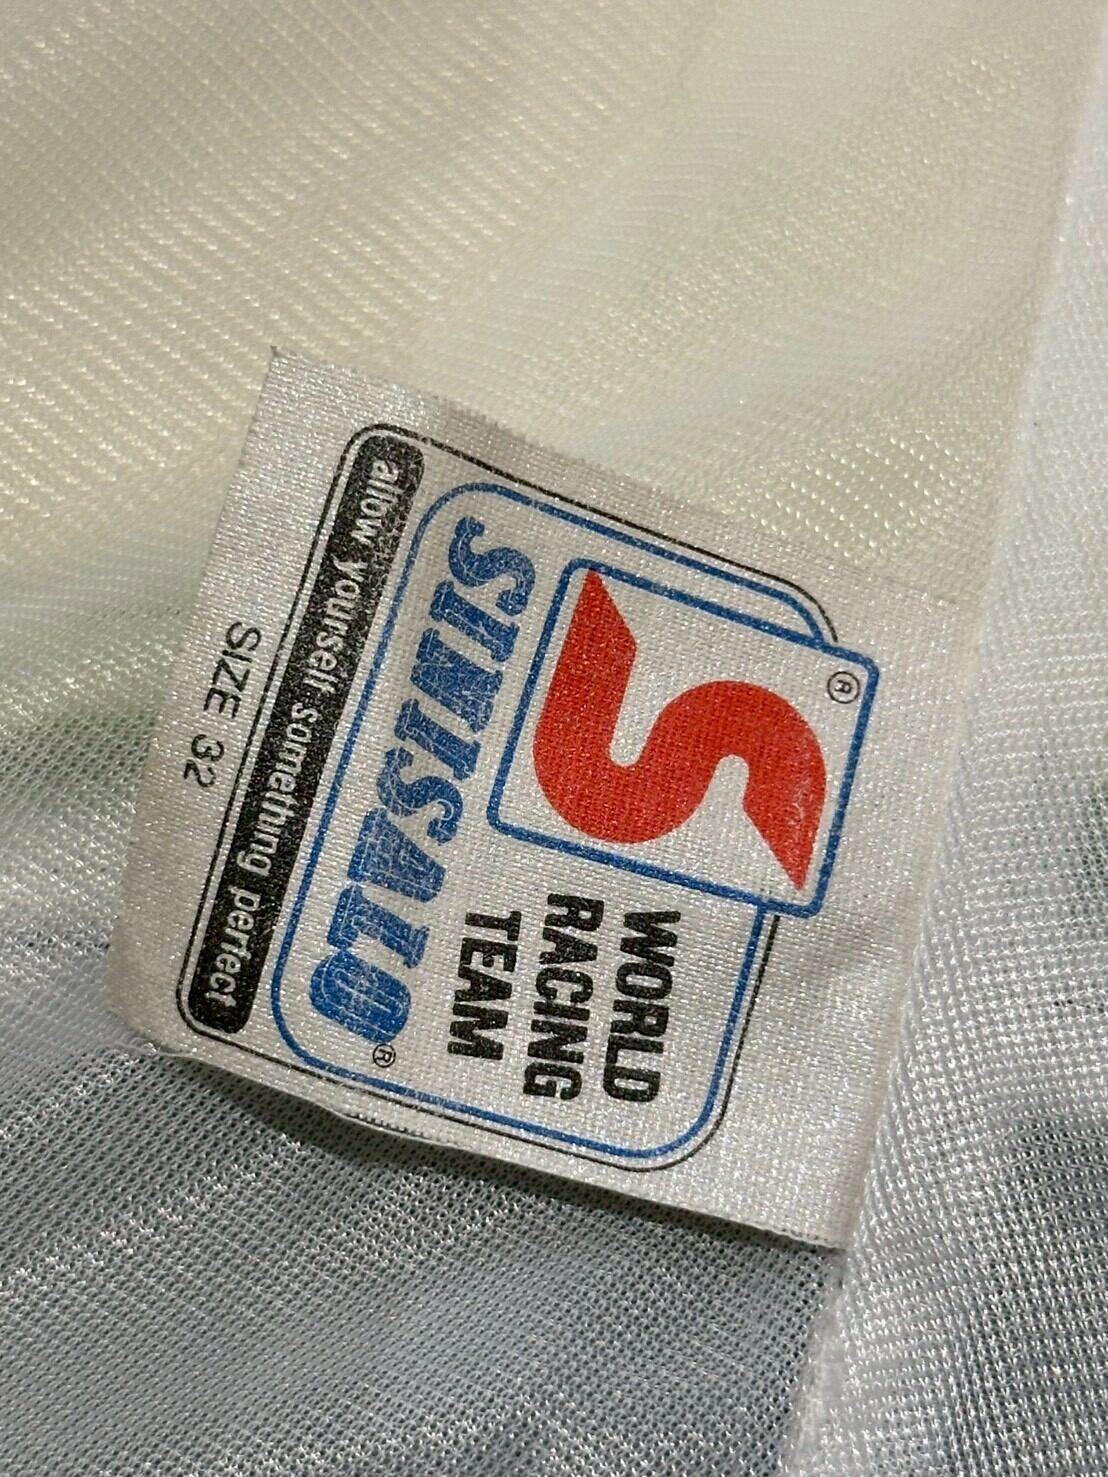 ®
WORLD
RACING
TEAM
SINISALO®
allow yourself something perfect
SIZE 32